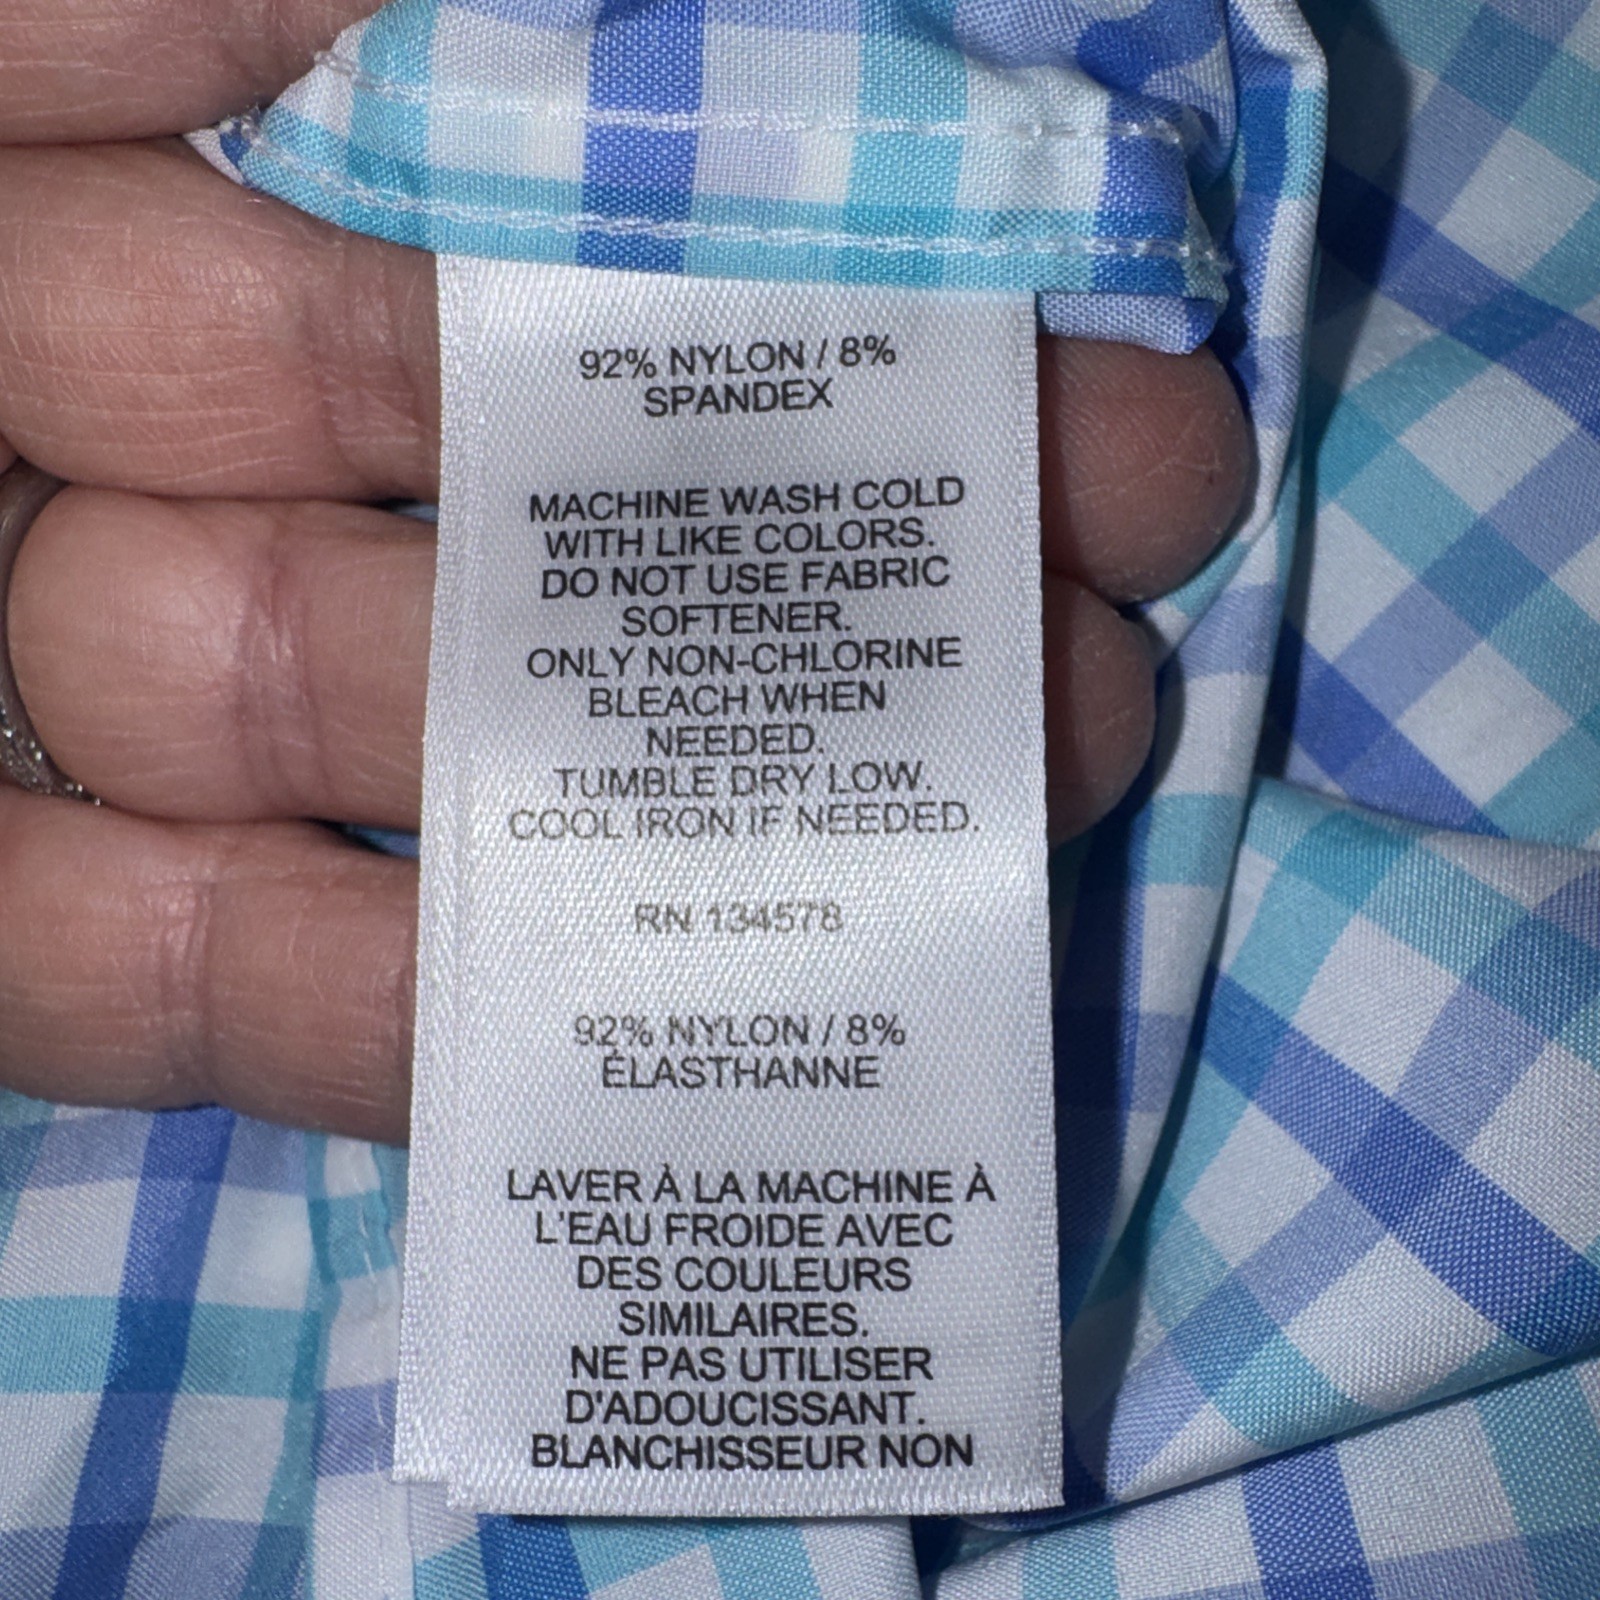 92% NYLON / 8%
SPANDEX
MACHINE WASH COLD
WITH LIKE COLORS.
DO NOT USE FABRIC
SOFTENER.
ONLY NON-CHLORINE
BLEACH WHEN
NEEDED.
TUMBLE DRY LOW.
COOL IRON IF NEEDED.
RN 134578
92% NYLON / 8%
ÉLASTHANNE
LAVER À LA MACHINE À
L'EAU FROIDE AVEC
DES COULEURS
SIMILAIRES.
NE PAS UTILISER
D'ADOUCISSANT.
BLANCHISSEUR NON